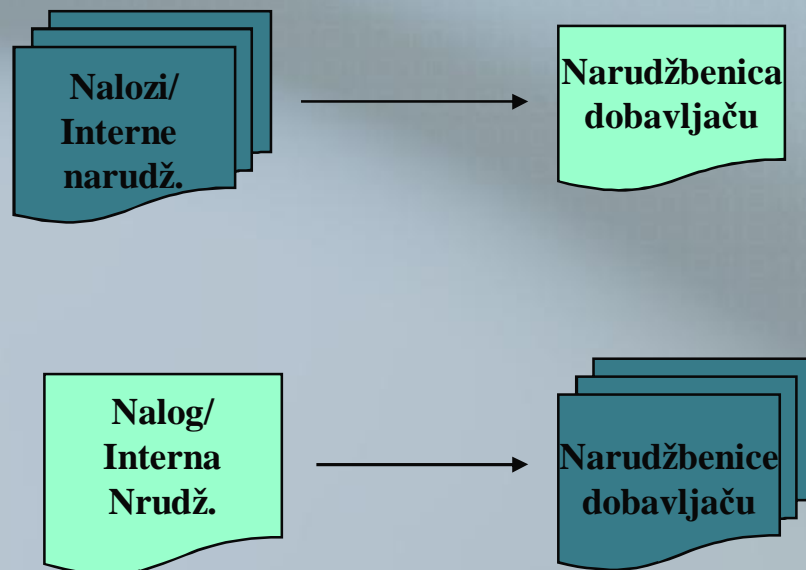 Nalozi/
Interne
narudž.
Narudžbenica
dobavljaču
Nalog/
Interna
Nrudž.
Narudžbenice
dobavljaču